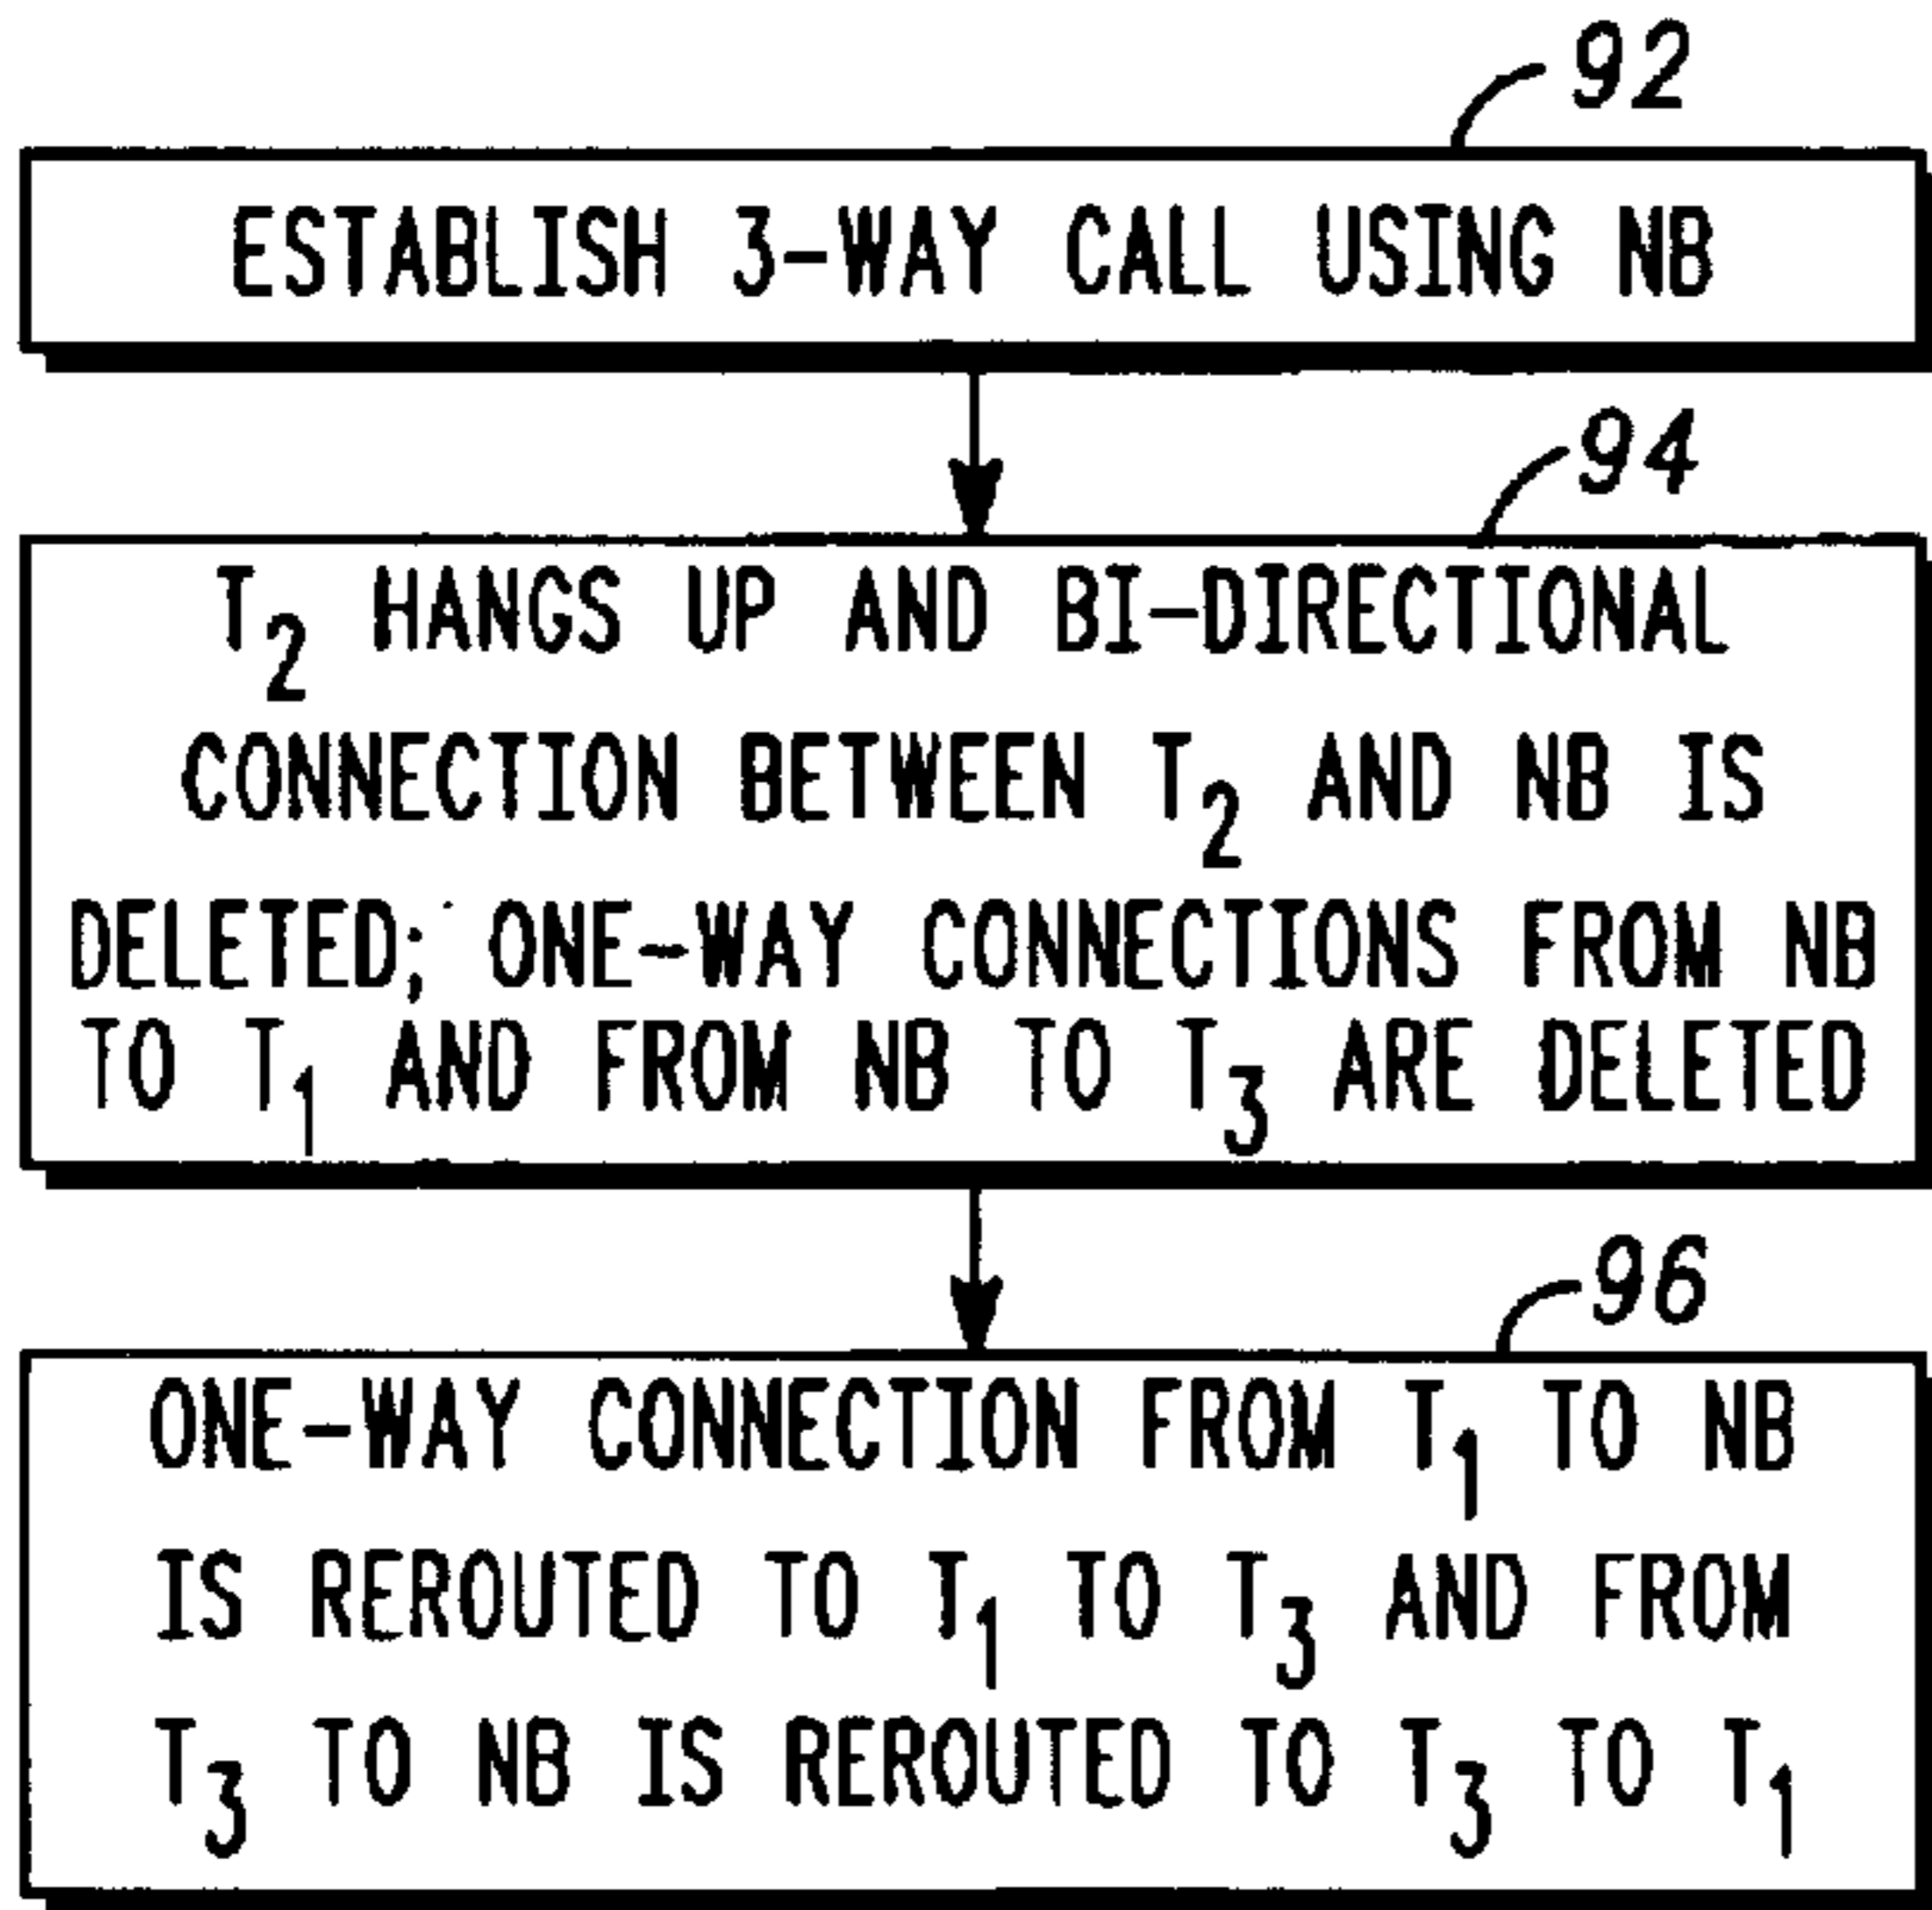 92
ESTABLISH 3-WAY CALL USING NB
94
T2 HANGS UP AND BI-DIRECTIONAL
CONNECTION BETWEEN T2 AND NB IS
DELETED; ONE-WAY CONNECTIONS FROM NB
TO T1 AND FROM NB TO T3 ARE DELETED
96
ONE-WAY CONNECTION FROM T1 TO NB
IS REROUTED TO T1 TO T3 AND FROM
T3 TO NB IS REROUTED TO T3 TO T1